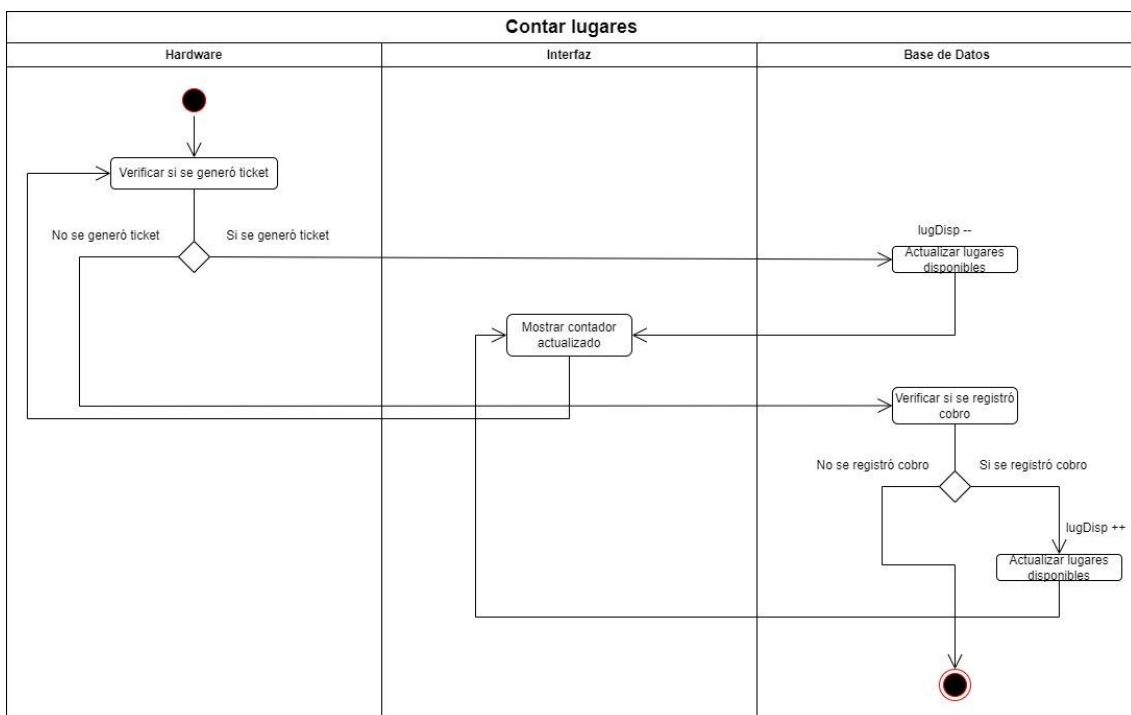 Contar lugares
Hardware
Interfaz
Base de Datos
Verificar si se generó ticket
No se generó ticket
Si se generó ticket
lugDisp --
Actualizar lugares
disponibles
Mostrar contador
actualizado
Verificar si se registró
cobro
No se registró cobro
Si se registró cobro
lugDisp ++
Actualizar lugares
disponibles